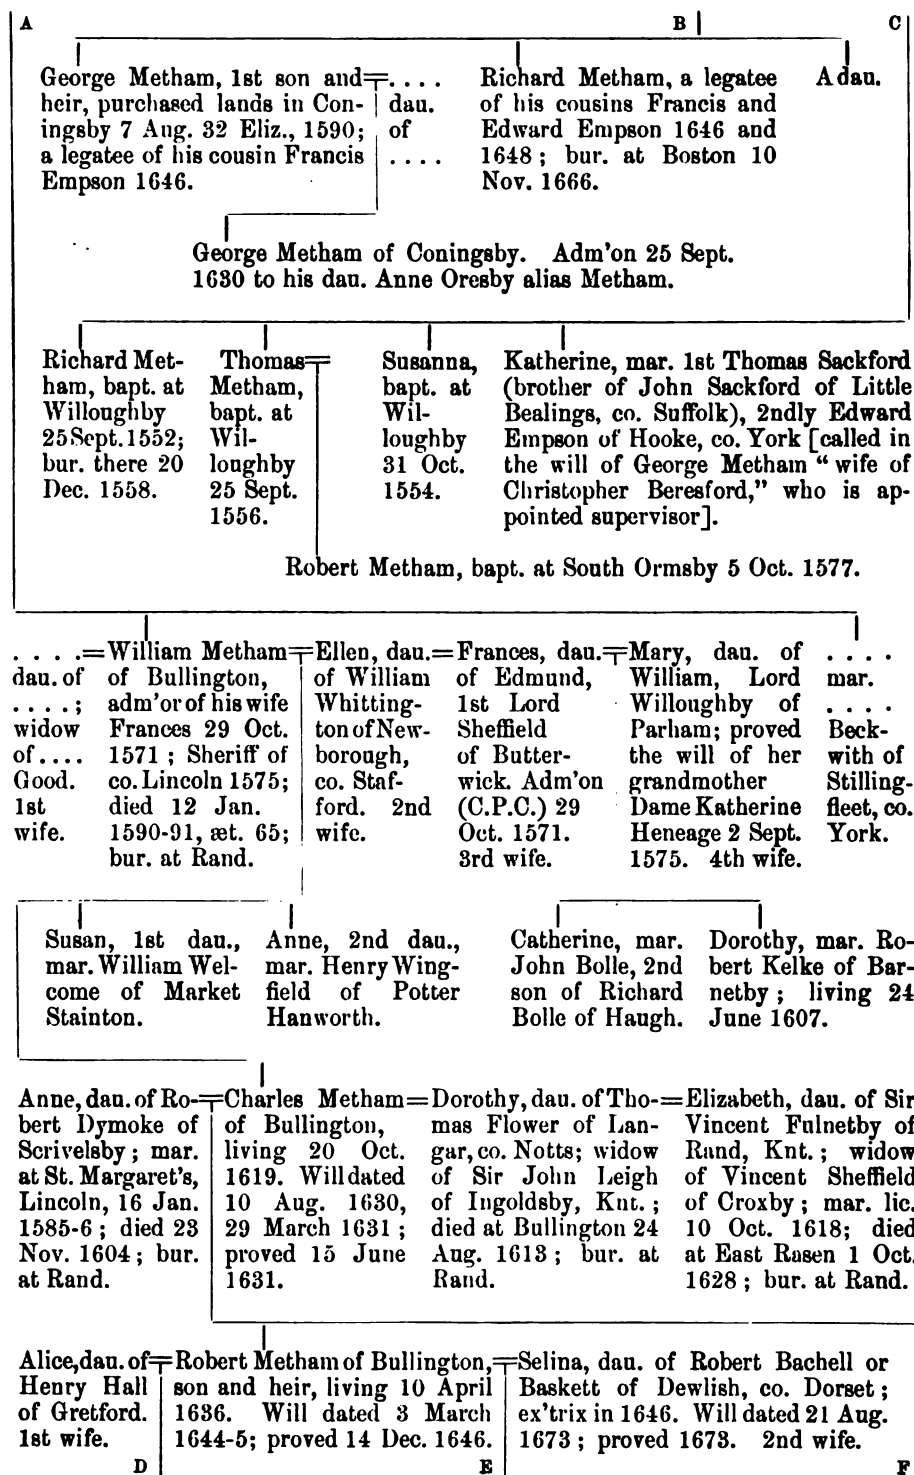 A B C
George Metham, 1st son and
heir, purchased lands in Con-
ingsby 7 Aug. 32 Eliz., 1590;
a legatee of his cousin Francis
Empson 1646.
. . . .
dau.
of
. . . .
Richard Metham, a legatee
of his cousins Francis and
Edward Empson 1646 and
1648; bur. at Boston 10
Nov. 1666.
A dau.
George Metham of Coningsby. Adm'on 25 Sept.
1630 to his dau. Anne Oresby alias Metham.
Richard Met-
ham, bapt. at
Willoughby
25 Sept. 1552;
bur. there 20
Dec. 1558.
Thomas
Metham,
bapt. at
Wil-
loughby
25 Sept.
1556.
Susanna,
bapt. at
Wil-
loughby
31 Oct.
1554.
Katherine, mar. 1st Thomas Sackford
(brother of John Sackford of Little
Bealings, co. Suffolk), 2ndly Edward
Empson of Hooke, co. York [called in
the will of George Metham "wife of
Christopher Beresford," who is ap-
pointed supervisor].
Robert Metham, bapt. at South Ormsby 5 Oct. 1577.
. . . .=
dau. of
. . . .;
widow
of . . . .
Good.
1st
wife.
William Metham
of Bullington,
adm'or of his wife
Frances 29 Oct.
1571; Sheriff of
co. Lincoln 1575;
died 12 Jan.
1590-91, æt. 65;
bur. at Rand.
Ellen, dau.=
of William
Whitting-
ton of New-
borough,
co. Staf-
ford. 2nd
wife.
Frances, dau.
of Edmund,
1st Lord
Sheffield
of Butter-
wick. Adm'on
(C.P.C.) 29
Oct. 1571.
3rd wife.
Mary, dau. of
William, Lord
Willoughby of
Parham; proved
the will of her
grandmother
Dame Katherine
Heneage 2 Sept.
1575. 4th wife.
. . . .
mar.
. . . .
Beck-
with of
Stilling-
fleet, co.
York.
Susan, 1st dau.,
mar. William Wel-
come of Market
Stainton.
Anne, 2nd dau.,
mar. Henry Wing-
field of Potter
Hanworth.
Catherine, mar.
John Bolle, 2nd
son of Richard
Bolle of Haugh.
Dorothy, mar. Ro-
bert Kelke of Bar-
netby; living 24
June 1607.
Anne, dau. of Ro-
bert Dymoke of
Scrivelsby; mar.
at St. Margaret's,
Lincoln, 16 Jan.
1585-6; died 23
Nov. 1604; bur.
at Rand.
Charles Metham=
of Bullington,
living 20 Oct.
1619. Will dated
10 Aug. 1630,
29 March 1631;
proved 15 June
1631.
Dorothy, dau. of Tho-=
mas Flower of Lan-
gar, co. Notts; widow
of Sir John Leigh
of Ingoldsby, Knt.;
died at Bullington 24
Aug. 1613; bur. at
Rand.
Elizabeth, dau. of Sir
Vincent Fulnetby of
Rand, Knt.; widow
of Vincent Sheffield
of Croxby; mar. lic.
10 Oct. 1618; died
at East Rasen 1 Oct.
1628; bur. at Rand.
Alice, dau. of
Henry Hall
of Gretford.
1st wife.
Robert Metham of Bullington,
son and heir, living 10 April
1636. Will dated 3 March
1644-5; proved 14 Dec. 1646.
Selina, dau. of Robert Bachell or
Baskett of Dewlish, co. Dorset;
ex'trix in 1646. Will dated 21 Aug.
1673; proved 1673. 2nd wife.
D E F